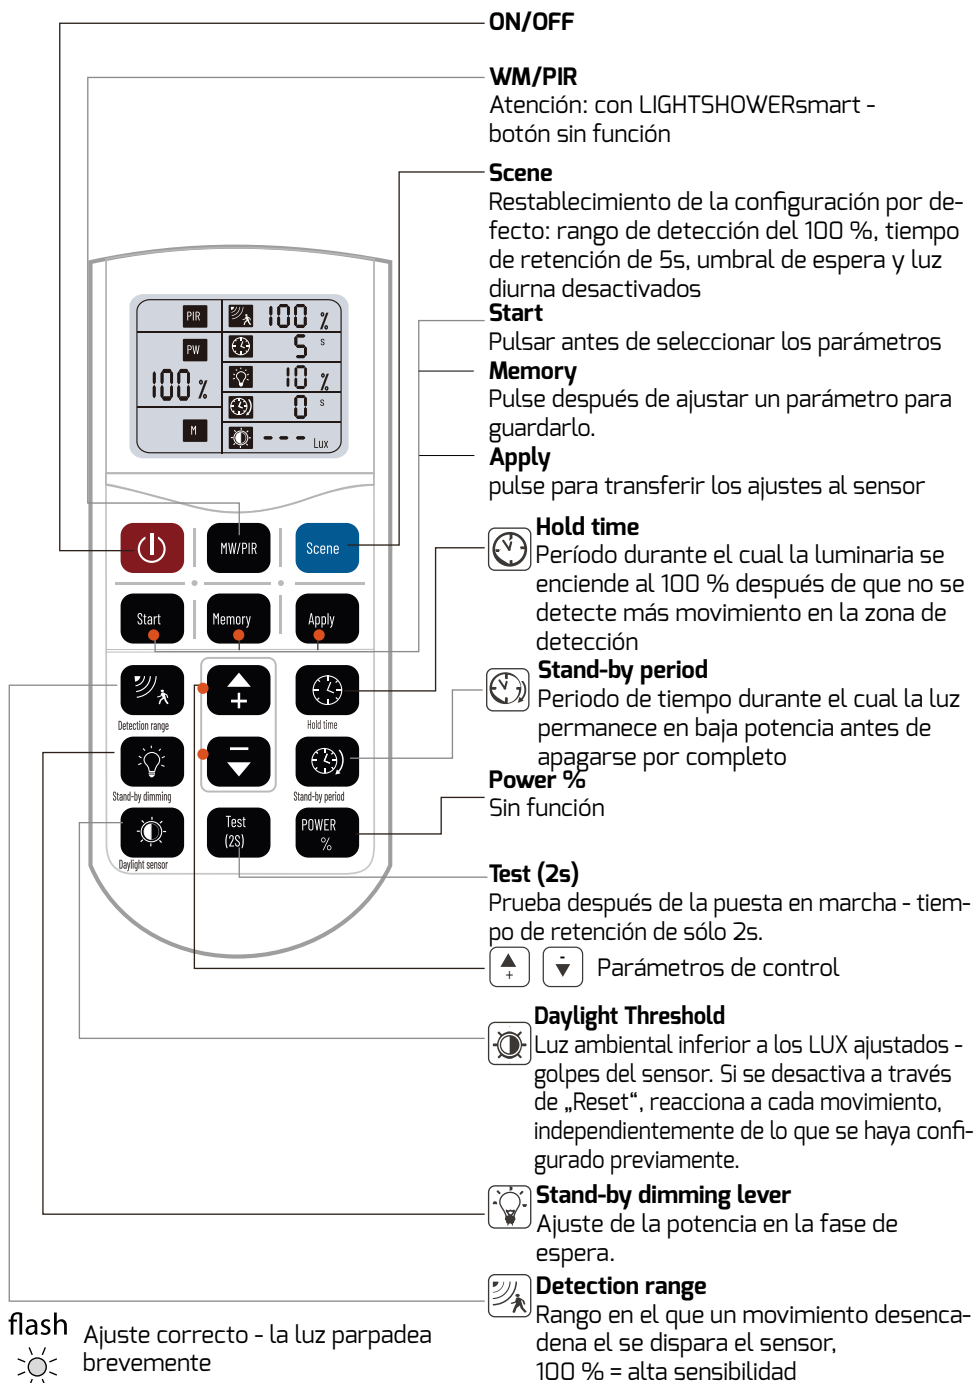 ON/OFF
WM/PIR
Atención: con LIGHTSHOWERsmart -
botón sin función
Scene
Restablecimiento de la configuración por de-
fecto: rango de detección del 100 %, tiempo
de retención de 5s, umbral de espera y luz
diurna desactivados
Start
Pulsar antes de seleccionar los parámetros
Memory
Pulse después de ajustar un parámetro para
guardarlo.
Apply
pulse para transferir los ajustes al sensor
Hold time
Período durante el cual la luminaria se
enciende al 100 % después de que no se
detecte más movimiento en la zona de
detección
Stand-by period
Periodo de tiempo durante el cual la luz
permanece en baja potencia antes de
apagarse por completo
Power %
Sin función
Test (2s)
Prueba después de la puesta en marcha - tiem-
po de retención de sólo 2s.
+ - Parámetros de control
Daylight Threshold
Luz ambiental inferior a los LUX ajustados -
golpes del sensor. Si se desactiva a través
de „Reset“, reacciona a cada movimiento,
independientemente de lo que se haya confi-
gurado previamente.
Stand-by dimming lever
Ajuste de la potencia en la fase de
espera.
Detection range
Rango en el que un movimiento desenca-
dena el se dispara el sensor,
100 % = alta sensibilidad
flash
Ajuste correcto - la luz parpadea
brevemente
PIR
PW
100 %
M
100 %
5 s
10 %
0 s
--- Lux
MW/PIR
Scene
Start
Memory
Apply
+
Detection range
Hold time
−
Stand-by dimming
Stand-by period
Test
(2S)
POWER
%
Daylight sensor